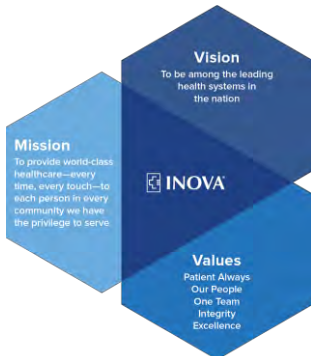 Vision
To be among the leading
health systems in
the nation
Mission
To provide world-class
healthcare—every
time, every touch—to
each person in every
community we have
the privilege to serve
INOVA
Values
Patient Always
Our People
One Team
Integrity
Excellence